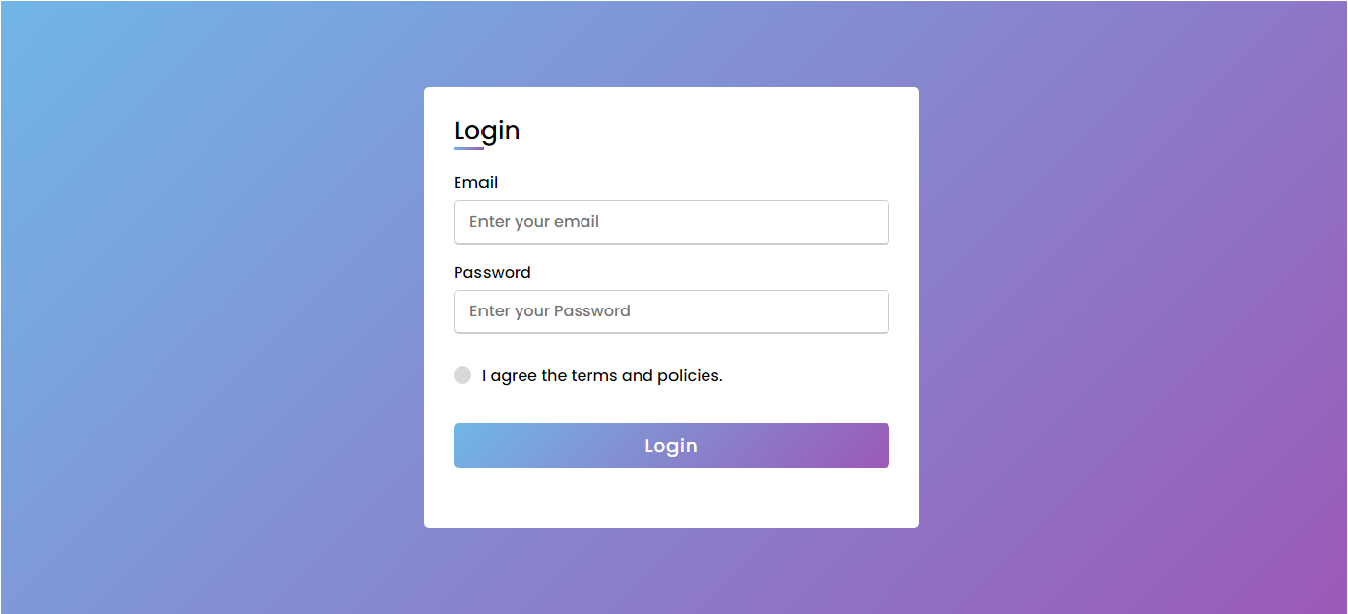 Login
Email
Enter your email
Password
Enter your Password
I agree the terms and policies.
Login